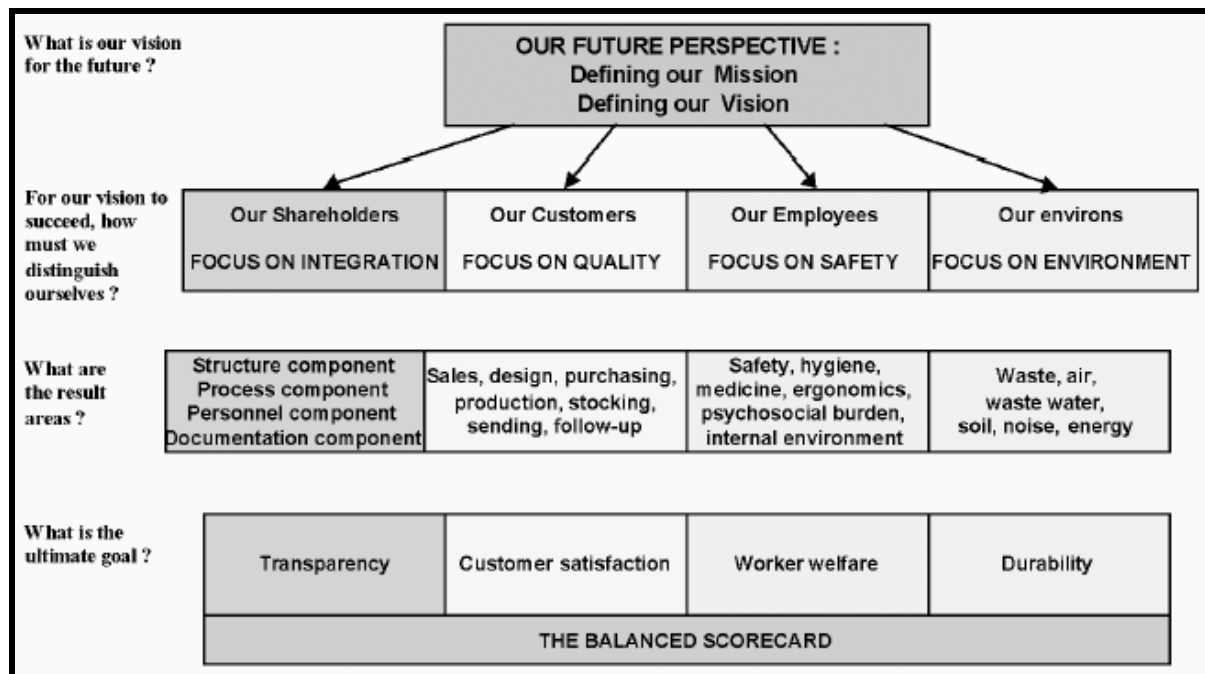 What is our vision
for the future ?
OUR FUTURE PERSPECTIVE :
Defining our Mission
Defining our Vision
For our vision to
succeed, how
must we
distinguish
ourselves ?
Our Shareholders
FOCUS ON INTEGRATION
Our Customers
FOCUS ON QUALITY
Our Employees
FOCUS ON SAFETY
Our environs
FOCUS ON ENVIRONMENT
What are
the result
areas ?
Structure component
Process component
Personnel component
Documentation component
Sales, design, purchasing,
production, stocking,
sending, follow-up
Safety, hygiene,
medicine, ergonomics,
psychosocial burden,
internal environment
Waste, air,
waste water,
soil, noise, energy
What is the
ultimate goal ?
Transparency
Customer satisfaction
Worker welfare
Durability
THE BALANCED SCORECARD